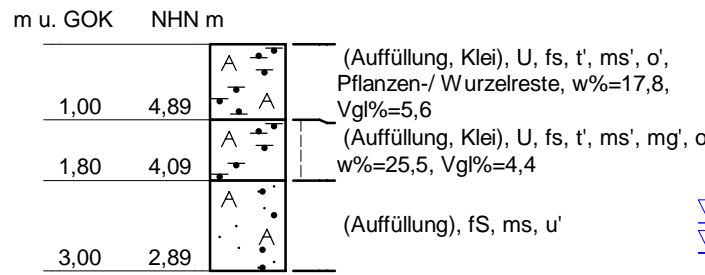 m u. GOK NHN m
(Auffüllung, Klei), U, fs, t', ms', o',
Pflanzen-/ Wurzelreste, w%=17,8,
Vgl%=5,6
A
A
1,00 4,89
(Auffüllung, Klei), U, fs, t', ms', mg', o
w%=25,5, Vgl%=4,4
A
1,80 4,09
A
(Auffüllung), fS, ms, u'
A
3,00 2,89